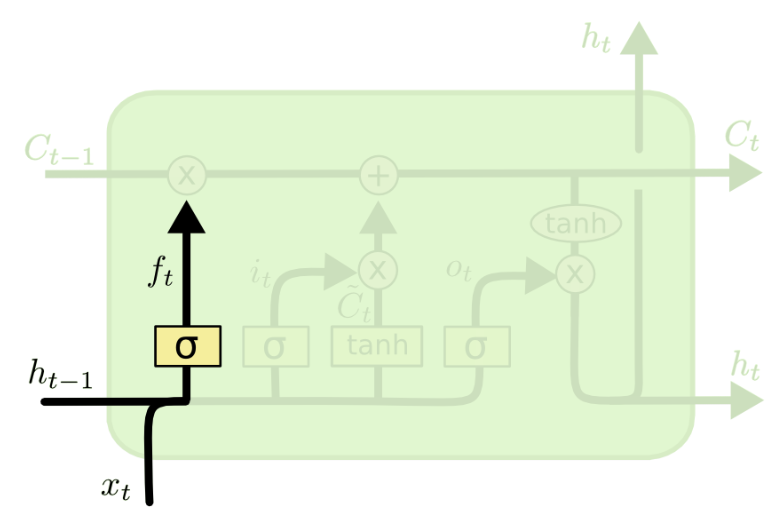 h_t
C_{t-1}
C_t
x
+
tanh
f_t
i_t
x
o_t
x
C̃_t
σ
σ
tanh
σ
h_{t-1}
h_t
x_t